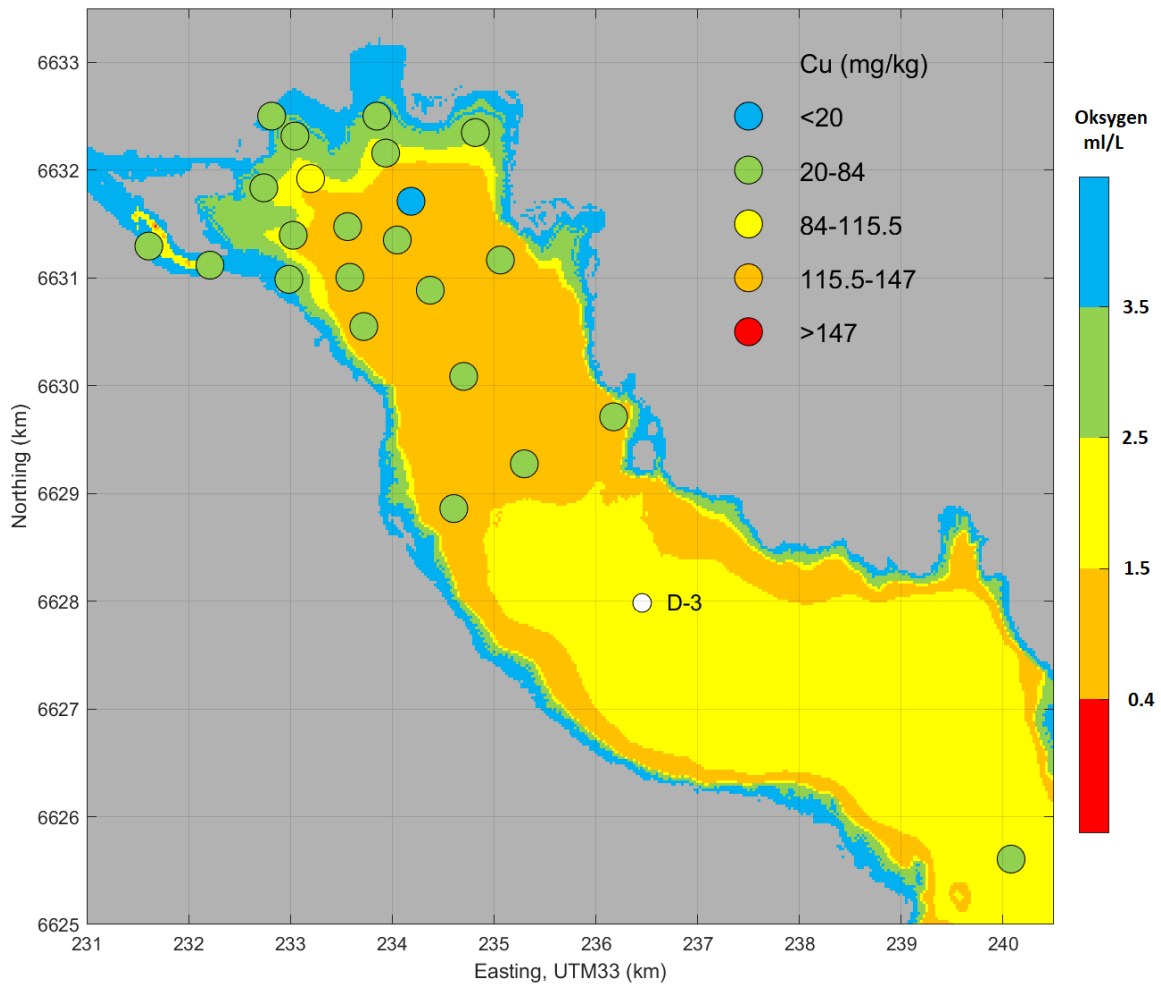 Cu (mg/kg)
<20
20-84
84-115.5
115.5-147
>147
Oksygen
ml/L
3.5
2.5
1.5
0.4
D-3
6633
6632
6631
6630
6629
6628
6627
6626
6625
Northing (km)
231 232 233 234 235 236 237 238 239 240
Easting, UTM33 (km)